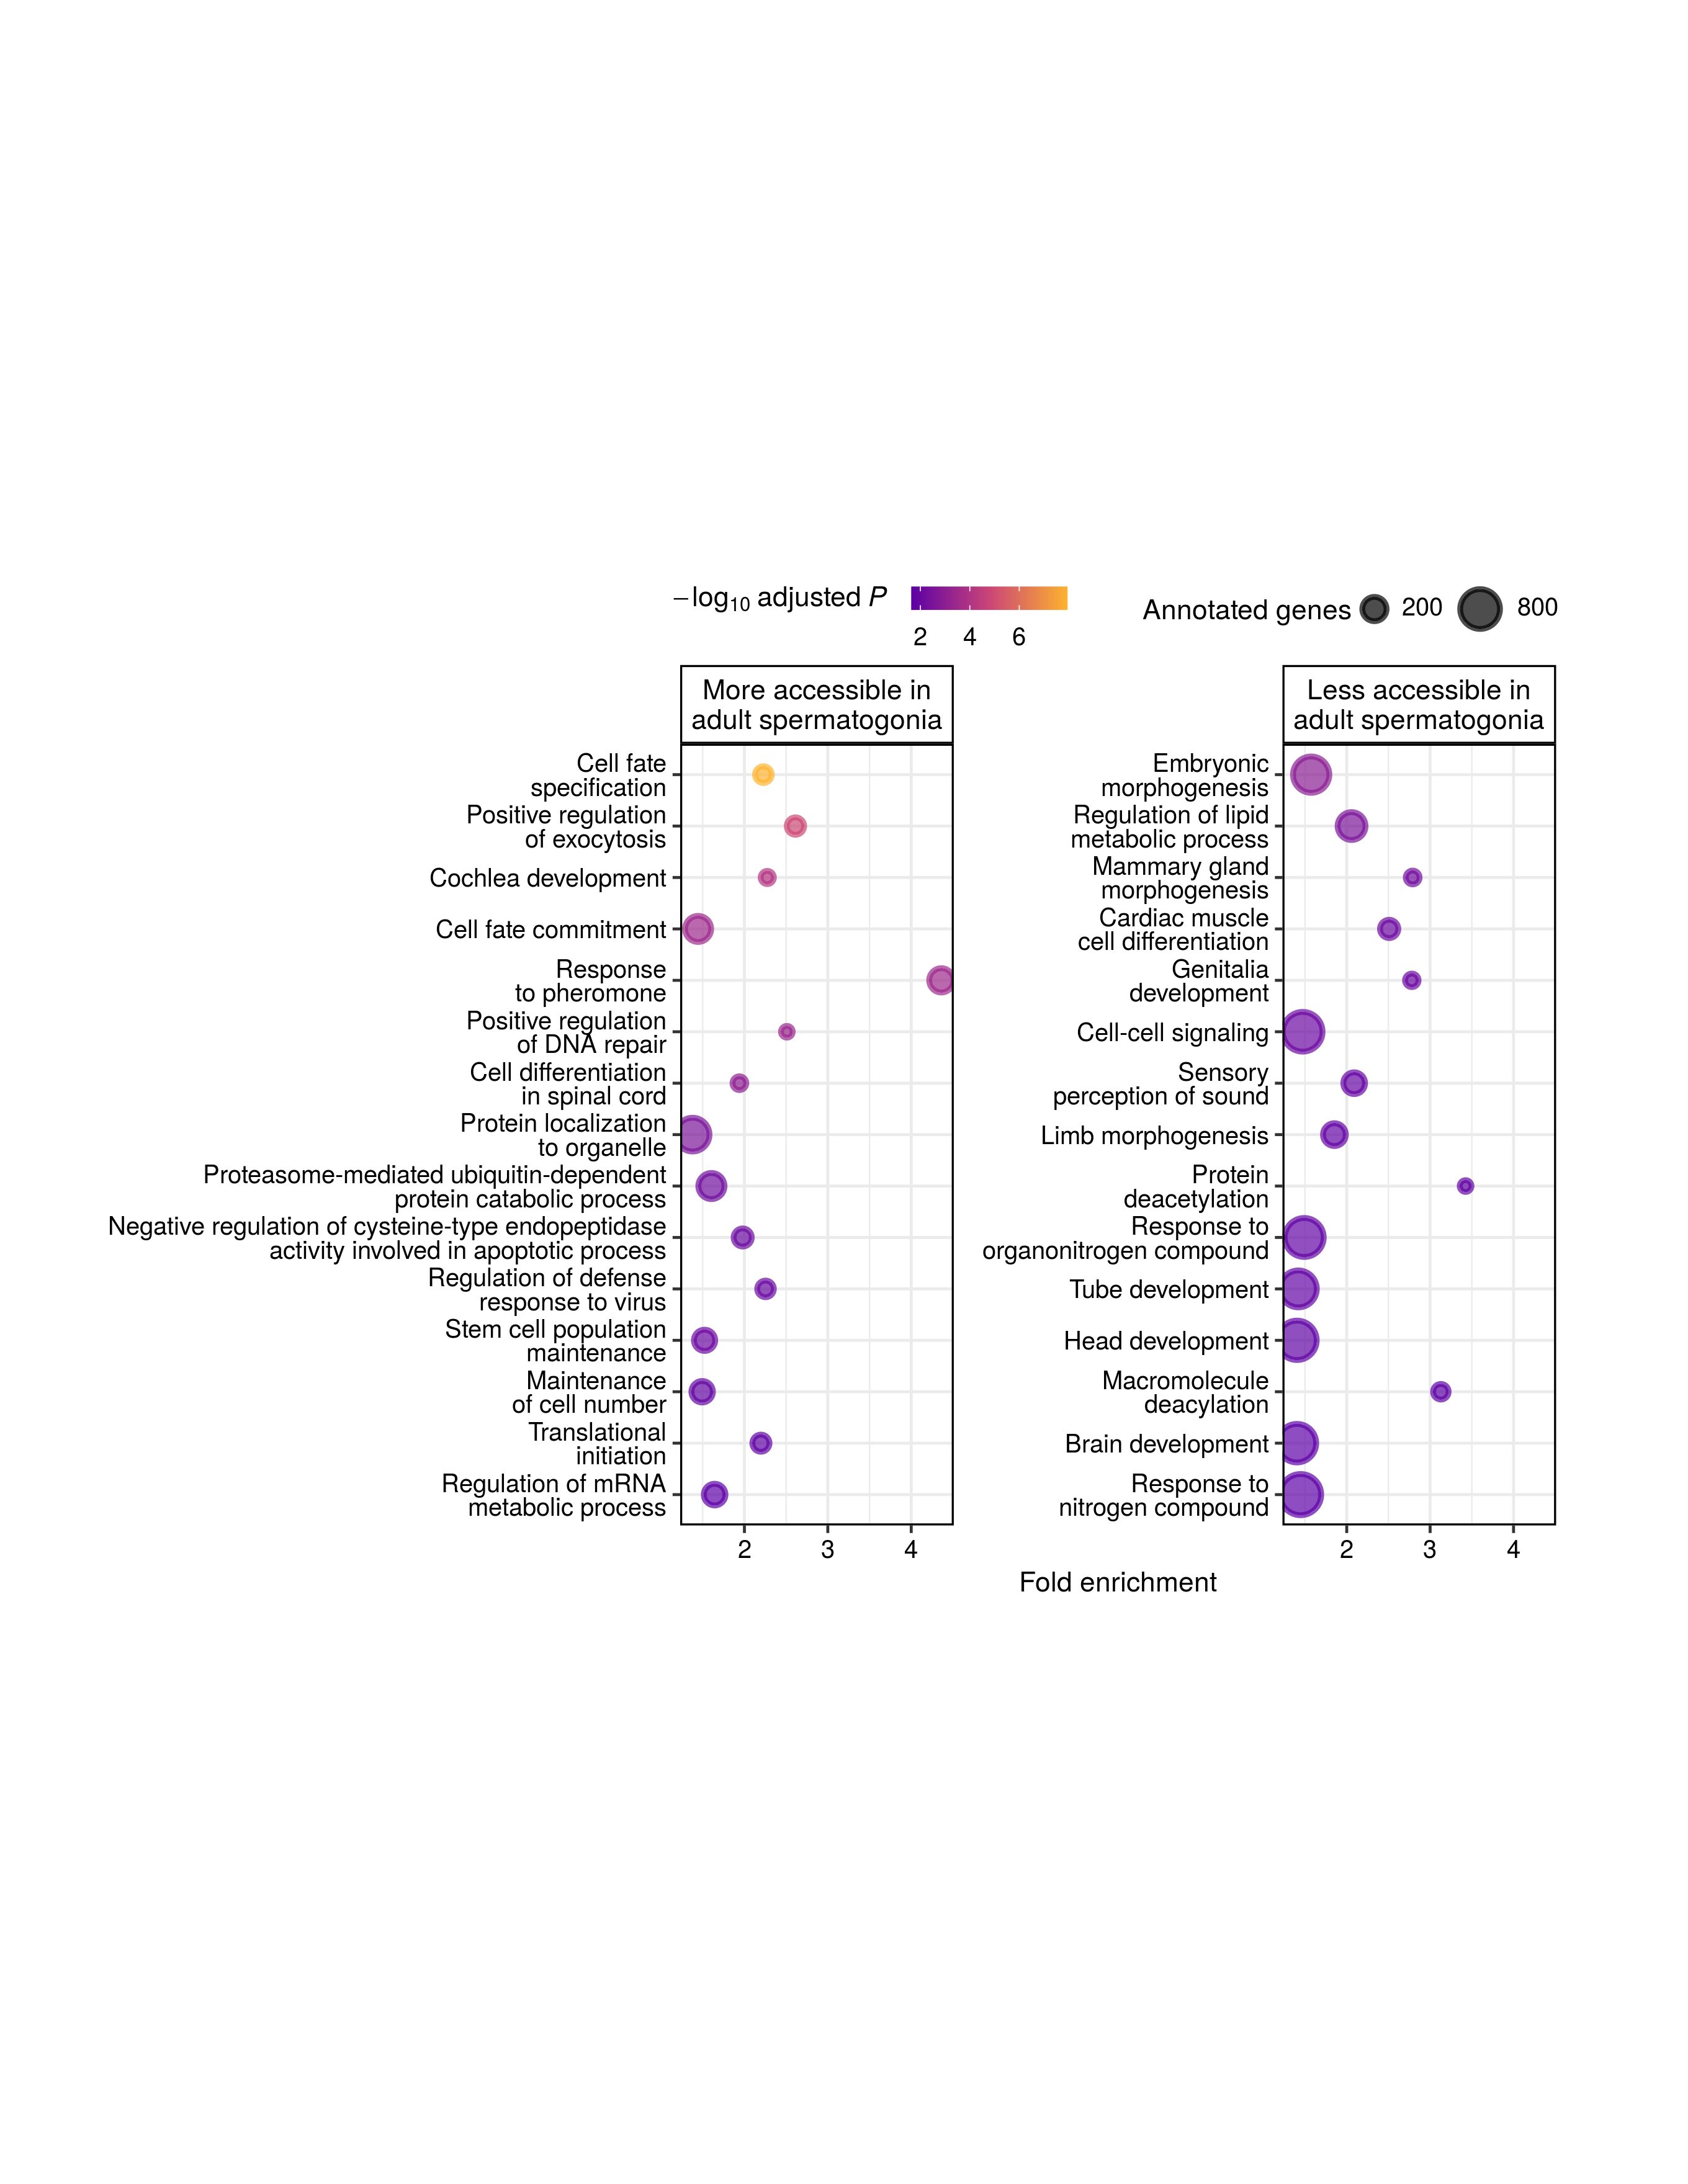 −log10 adjusted P
2 4 6
Annotated genes 200 800
More accessible in
adult spermatogonia
Cell fate
specification
Positive regulation
of exocytosis
Cochlea development
Cell fate commitment
Response
to pheromone
Positive regulation
of DNA repair
Cell differentiation
in spinal cord
Protein localization
to organelle
Proteasome-mediated ubiquitin-dependent
protein catabolic process
Negative regulation of cysteine-type endopeptidase
activity involved in apoptotic process
Regulation of defense
response to virus
Stem cell population
maintenance
Maintenance
of cell number
Translational
initiation
Regulation of mRNA
metabolic process
2 3 4
Less accessible in
adult spermatogonia
Embryonic
morphogenesis
Regulation of lipid
metabolic process
Mammary gland
morphogenesis
Cardiac muscle
cell differentiation
Genitalia
development
Cell-cell signaling
Sensory
perception of sound
Limb morphogenesis
Protein
deacetylation
Response to
organonitrogen compound
Tube development
Head development
Macromolecule
deacylation
Brain development
Response to
nitrogen compound
2 3 4
Fold enrichment